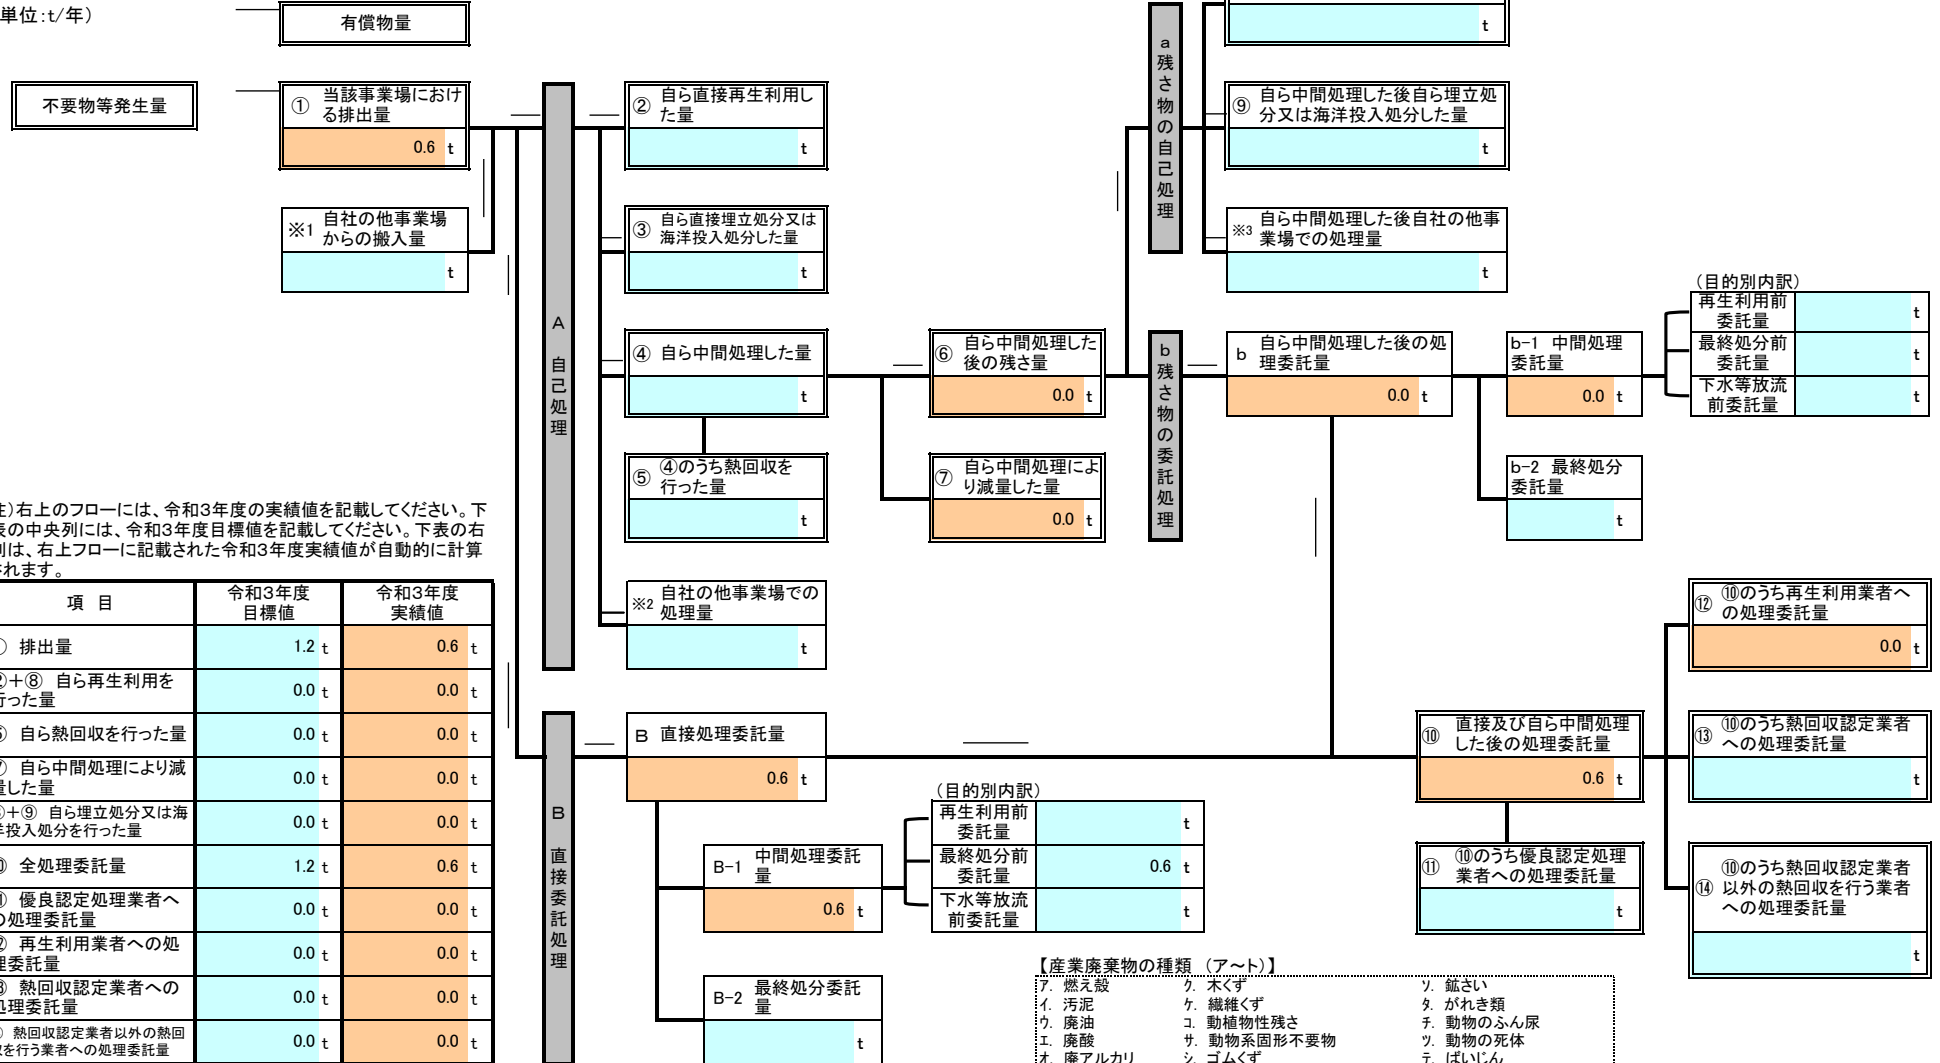 単位:t/年)
有償物量
t
不要物等発生量
① 当該事業場におけ
る排出量
0.6 t
※1 自社の他事業場
からの搬入量
t
A 自己処理
② 自ら直接再生利用し
た量
t
③ 自ら直接埋立処分又は
海洋投入処分した量
t
④ 自ら中間処理した量
t
⑤ ④のうち熱回収を
行った量
t
※2 自社の他事業場での
処理量
t
⑥ 自ら中間処理した
後の残さ量
0.0 t
⑦ 自ら中間処理によ
り減量した量
0.0 t
a 残さ物の自己処理
⑨ 自ら中間処理した後自ら埋立処
分又は海洋投入処分した量
t
※3 自ら中間処理した後自社の他事
業場での処理量
t
b 残さ物の委託処理
b 自ら中間処理した後の処
理委託量
0.0 t
b-1 中間処理
委託量
0.0 t
b-2 最終処分
委託量
t
(目的別内訳)
再生利用前
委託量
t
最終処分前
委託量
t
下水等放流
前委託量
t
注)右上のフローには、令和3年度の実績値を記載してください。下
表の中央列には、令和3年度目標値を記載してください。下表の右
列は、右上フローに記載された令和3年度実績値が自動的に計算
されます。
項 目 令和3年度
目標値 令和3年度
実績値
① 排出量 1.2 t 0.6 t
②+⑧ 自ら再生利用を
行った量 0.0 t 0.0 t
⑤ 自ら熱回収を行った量 0.0 t 0.0 t
⑦ 自ら中間処理により減
量した量 0.0 t 0.0 t
③+⑨ 自ら埋立処分又は海
洋投入処分を行った量 0.0 t 0.0 t
⑩ 全処理委託量 1.2 t 0.6 t
⑪ 優良認定処理業者へ
の処理委託量 0.0 t 0.0 t
⑫ 再生利用業者への処
理委託量 0.0 t 0.0 t
⑬ 熱回収認定業者への
処理委託量 0.0 t 0.0 t
⑭ 熱回収認定業者以外の熱回
収を行う業者への処理委託量 0.0 t 0.0 t
B 直接委託処理
B 直接処理委託量
0.6 t
B-1 中間処理委託
量
0.6 t
B-2 最終処分委託
量
t
(目的別内訳)
再生利用前
委託量
t
最終処分前
委託量
0.6 t
下水等放流
前委託量
t
⑩ 直接及び自ら中間処理
した後の処理委託量
0.6 t
⑪ ⑩のうち優良認定処理
業者への処理委託量
t
⑫ ⑩のうち再生利用業者へ
の処理委託量
0.0 t
⑬ ⑩のうち熱回収認定業者
への処理委託量
t
⑭ ⑩のうち熱回収認定業者
以外の熱回収を行う業者
への処理委託量
t
【産業廃棄物の種類 (ア~ト)】
ア. 燃え殻 ク. 木くず ソ. 鉱さい
イ. 汚泥 ケ. 繊維くず タ. がれき類
ウ. 廃油 コ. 動植物性残さ チ. 動物のふん尿
エ. 廃酸 サ. 動物系固形不要物 ツ. 動物の死体
オ. 廃アルカリ シ. ゴムくず テ. ばいじん